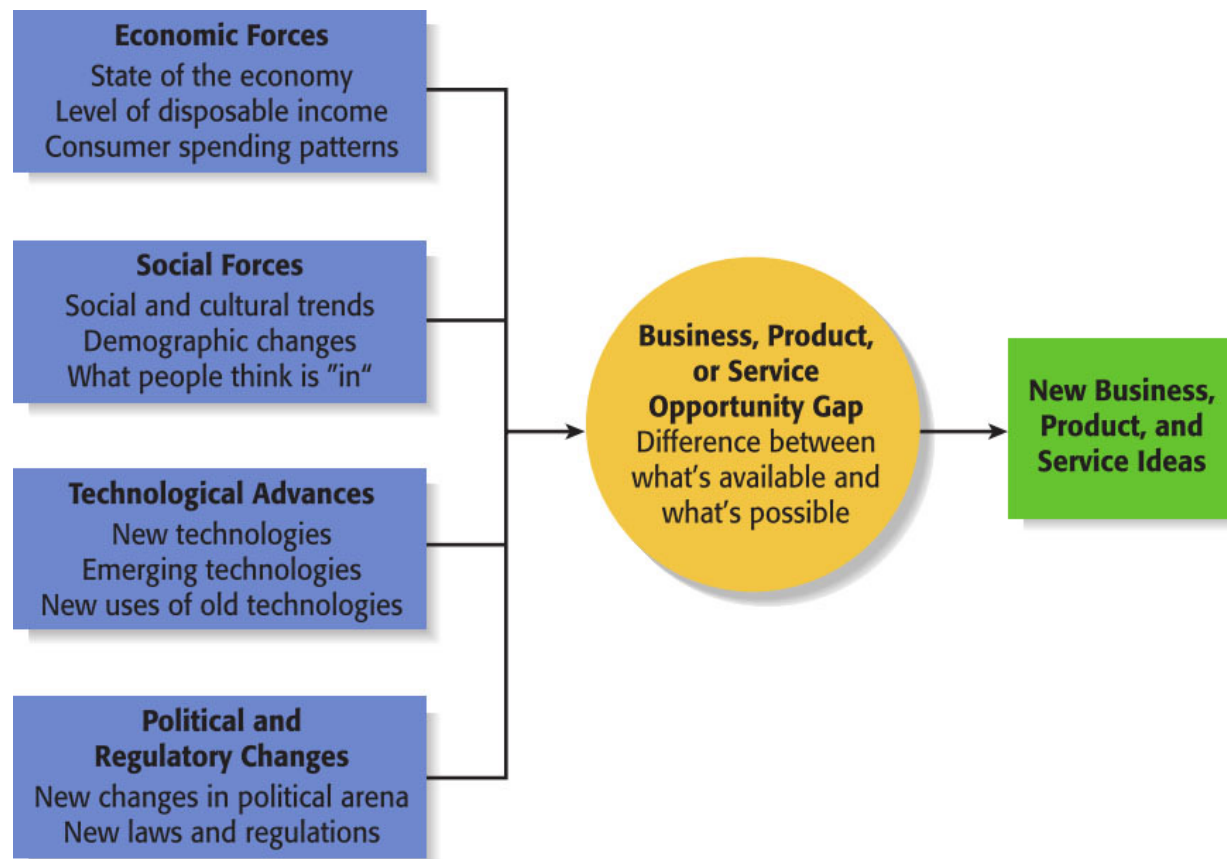 Economic Forces
State of the economy
Level of disposable income
Consumer spending patterns
Social Forces
Social and cultural trends
Demographic changes
What people think is ”in“
Technological Advances
New technologies
Emerging technologies
New uses of old technologies
Political and
Regulatory Changes
New changes in political arena
New laws and regulations
Business, Product,
or Service
Opportunity Gap
Difference between
what’s available and
what’s possible
New Business,
Product, and
Service Ideas